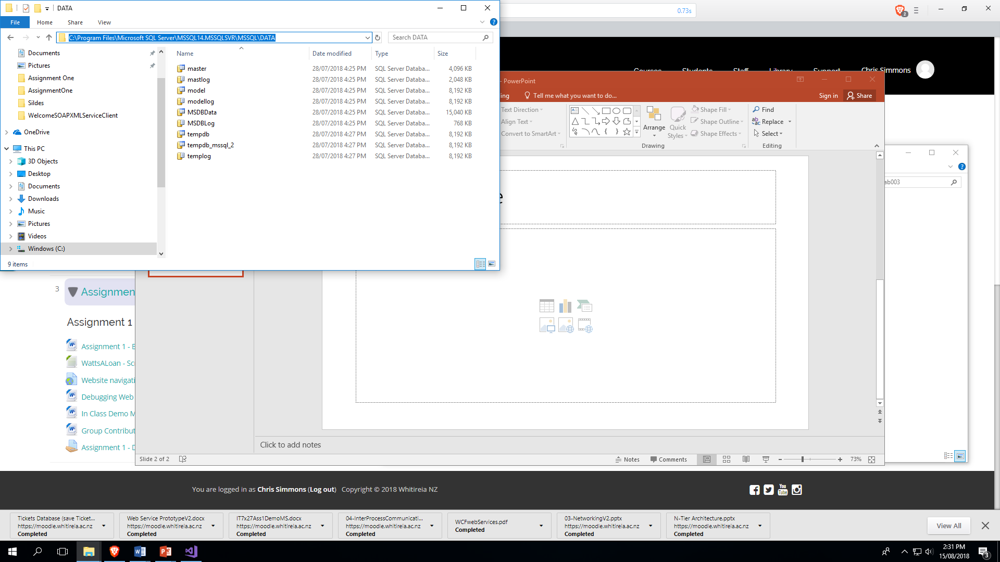 DATA
0.73s
2
File Home Share View
C:\Program Files\Microsoft SQL Server\MSSQL14.MSSQLSVR\MSSQL\DATA
Search DATA
Documents
Pictures
Assignment One
AssignmentOne
Sildes
WelcomeSOAPXMLServiceClient
OneDrive
This PC
3D Objects
Desktop
Documents
Downloads
Music
Pictures
Videos
Windows (C:)
Name Date modified Type Size
master 28/07/2018 4:25 PM SQL Server Databa... 4,096 KB
mastlog 28/07/2018 4:25 PM SQL Server Databa... 2,048 KB
model 28/07/2018 4:25 PM SQL Server Databa... 8,192 KB
modellog 28/07/2018 4:25 PM SQL Server Databa... 8,192 KB
MSDBData 28/07/2018 4:25 PM SQL Server Databa... 15,040 KB
MSDBLog 28/07/2018 4:25 PM SQL Server Databa... 768 KB
tempdb 28/07/2018 4:27 PM SQL Server Databa... 8,192 KB
tempdb_mssql_2 28/07/2018 4:27 PM SQL Server Databa... 8,192 KB
templog 28/07/2018 4:27 PM SQL Server Databa... 8,192 KB
9 items
Courses Students Staff Library Support Chris Simmons
- PowerPoint
ing Tell me what you want to do... Sign in Share
Text Direction
Align Text
Convert to SmartArt
Arrange
Quick
Styles
Shape Fill
Shape Outline
Shape Effects
Drawing
Find
Replace
Select
Editing
ab003
e
3
Assignmen
Assignment 1
Assignment 1 - E
WattsALoan - Sc
Website navigati
Debugging Web
In Class Demo M
Group Contribut
Assignment 1 - D
Click to add notes
Slide 2 of 2 Notes Comments 73%
You are logged in as Chris Simmons (Log out) Copyright © 2018 Whitireia NZ
You
Tube
Tickets Database (save Ticket...
https://moodle.whitireia.ac.nz
Completed
Web Service PrototypeV2.docx
https://moodle.whitireia.ac.nz
Completed
IT7x27Ass1DemoMS.docx
https://moodle.whitireia.ac.nz
Completed
04-InterProcessCommunicati...
https://moodle.whitireia.ac.nz
Completed
WCFwebServices.pdf
Completed
03-NetworkingV2.pptx
https://moodle.whitireia.ac.nz
Completed
N-Tier Architecture.pptx
https://moodle.whitireia.ac.nz
Completed
View All
2:31 PM
15/08/2018
3